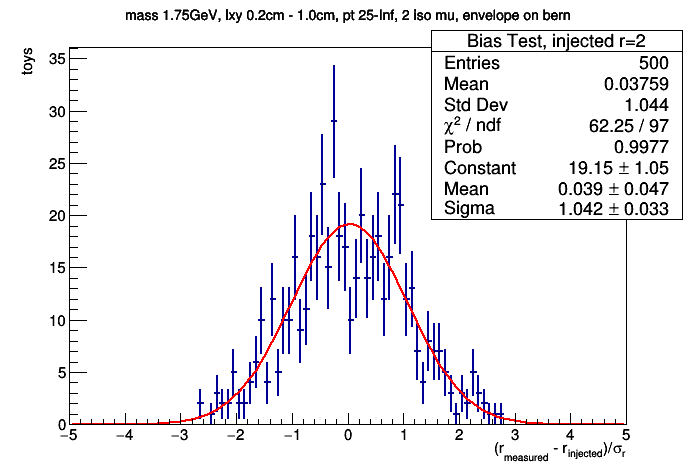 mass 1.75GeV, lxy 0.2cm - 1.0cm, pt 25-Inf, 2 Iso mu, envelope on bern
Bias Test, injected r=2
Entries 500
Mean 0.03759
Std Dev 1.044
χ² / ndf 62.25 / 97
Prob 0.9977
Constant 19.15 ± 1.05
Mean 0.039 ± 0.047
Sigma 1.042 ± 0.033
toys
35
30
25
20
15
10
5
0
−5 −4 −3 −2 −1 0 1 2 3 4 5
(r_measured - r_injected)/σ_r